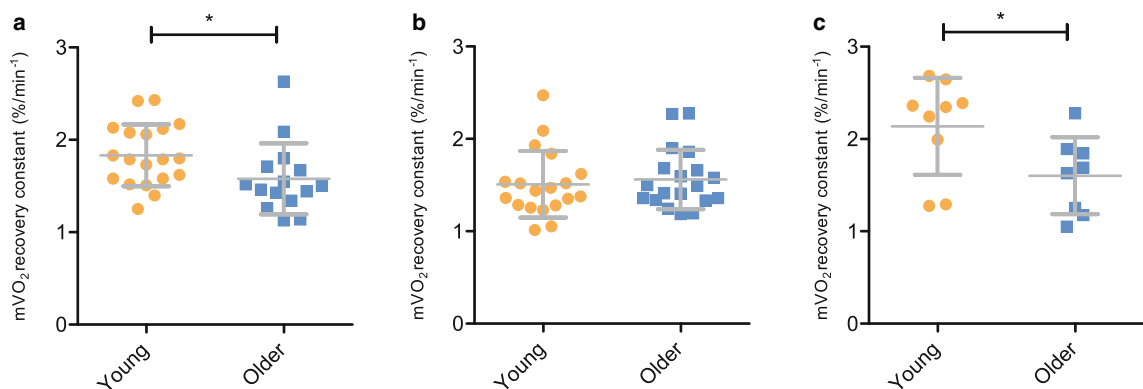 a
*
mVO₂ recovery constant (%/min⁻¹)
3
2
1
0
Young
Older
b
mVO₂ recovery constant (%/min⁻¹)
3
2
1
0
Young
Older
c
*
mVO₂ recovery constant (%/min⁻¹)
3
2
1
0
Young
Older